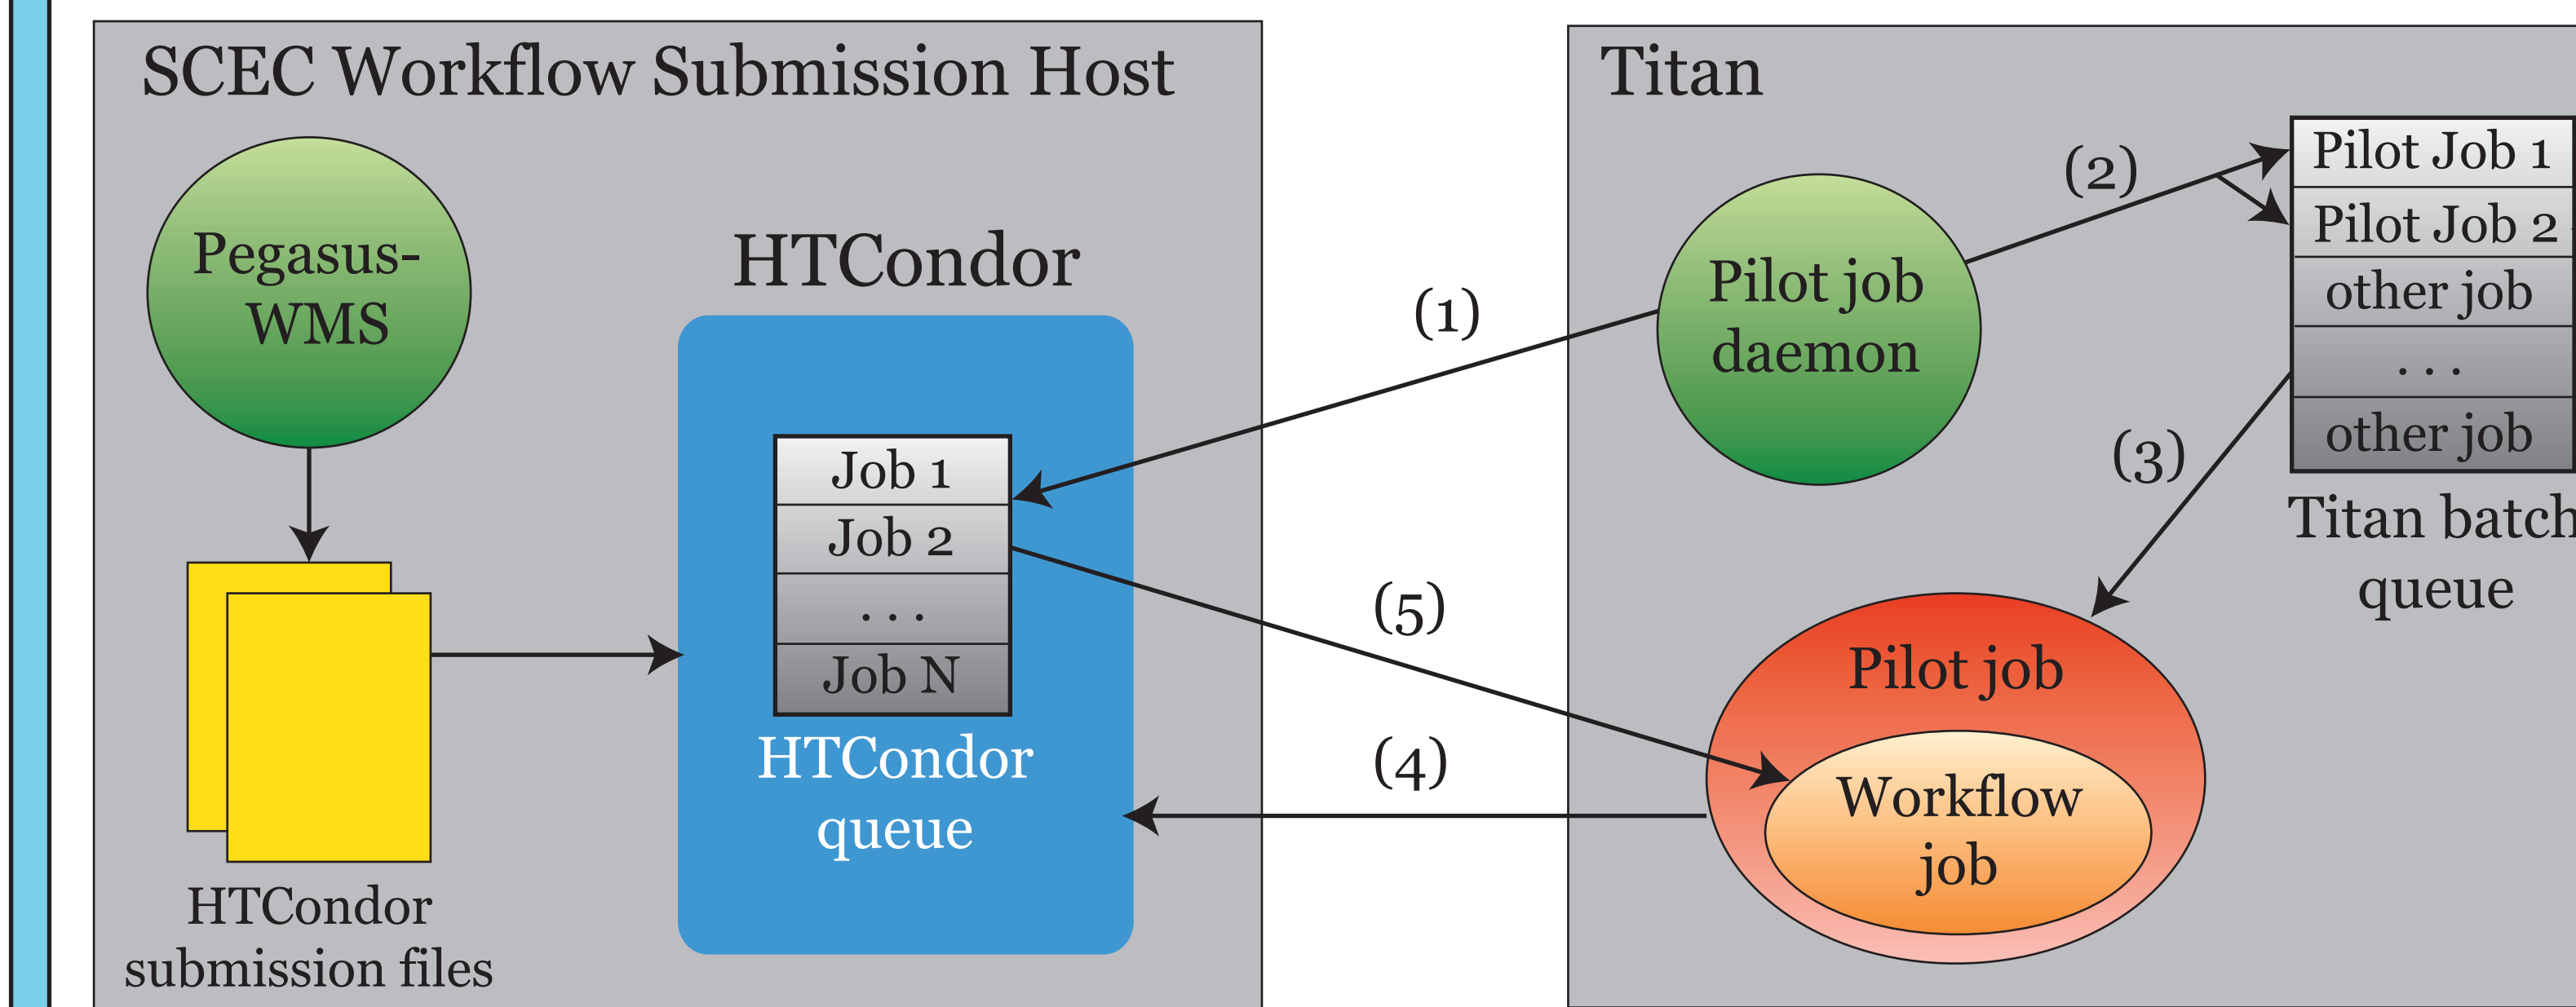 SCEC Workflow Submission Host
Pegasus-
WMS
HTCondor
submission files
HTCondor
Job 1
Job 2
. . .
Job N
HTCondor
queue
(1)
(5)
(4)
Titan
Pilot job
daemon
(2)
Pilot Job 1
Pilot Job 2
other job
. . .
other job
Titan batch
queue
(3)
Pilot job
Workflow
job